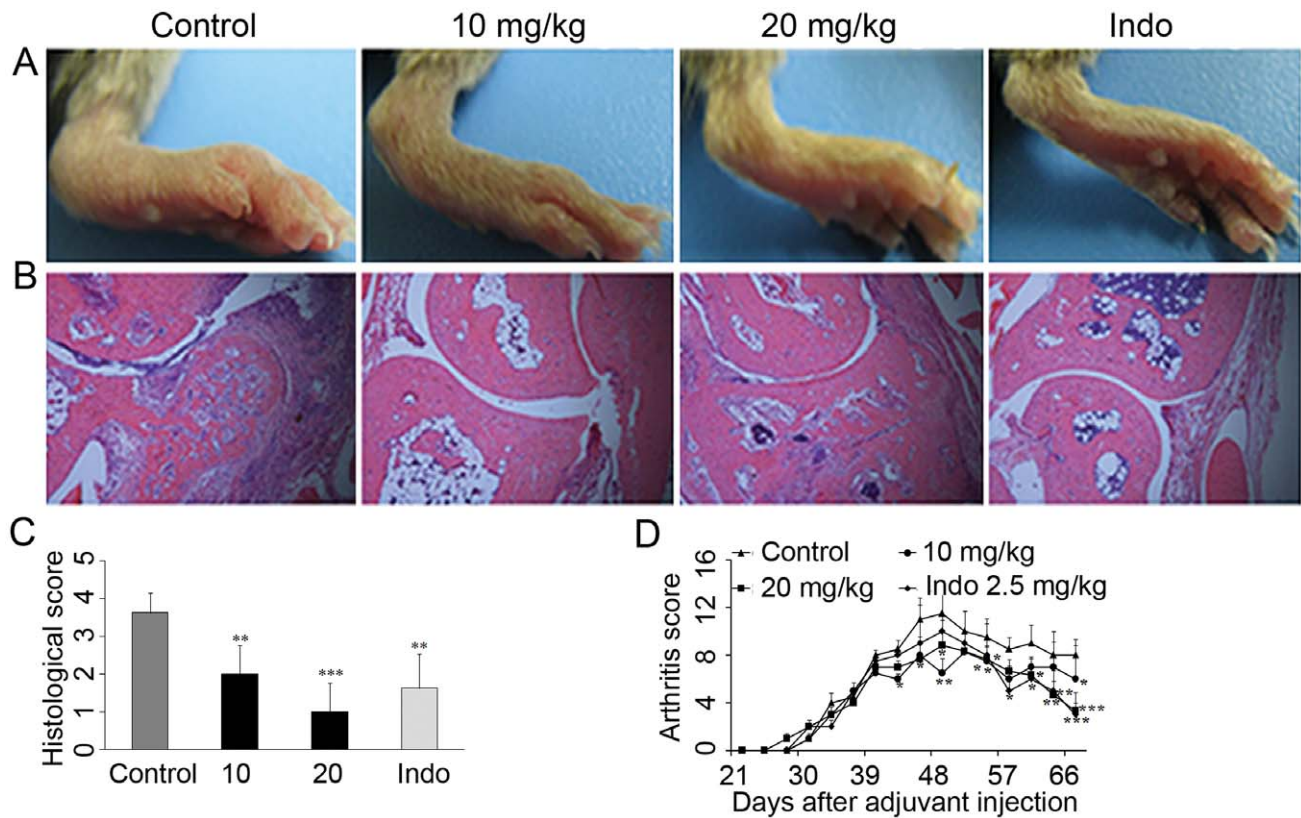 Control 10 mg/kg 20 mg/kg Indo
A
B
C
Histological score
5
4
3
2
1
0
**
***
**
Control 10 20 Indo
D
Arthritis score
16
12
8
4
0
Control 10 mg/kg
20 mg/kg Indo 2.5 mg/kg
*
*
*
**
*
*
*
*
*
**
**
*
***
***
21 30 39 48 57 66
Days after adjuvant injection